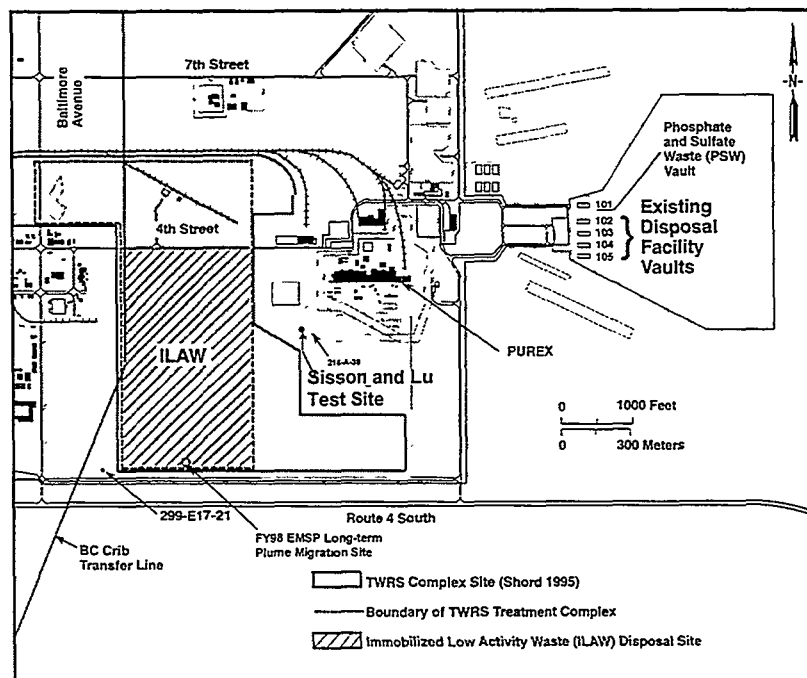 7th Street
Baltimore
Avenue
-N-
Phosphate
and Sulfate
Waste (PSW)
Vault
101
102
103
104
105
Existing
Disposal
Facility
Vaults
4th Street
ILAW
PUREX
Sisson and Lu
Test Site
0 1000 Feet
0 300 Meters
299-E17-21
Route 4 South
FY98 EMSP Long-term
Plume Migration Site
BC Crib
Transfer Line
TWRS Complex Site (Shord 1995)
Boundary of TWRS Treatment Complex
Immobilized Low Activity Waste (ILAW) Disposal Site